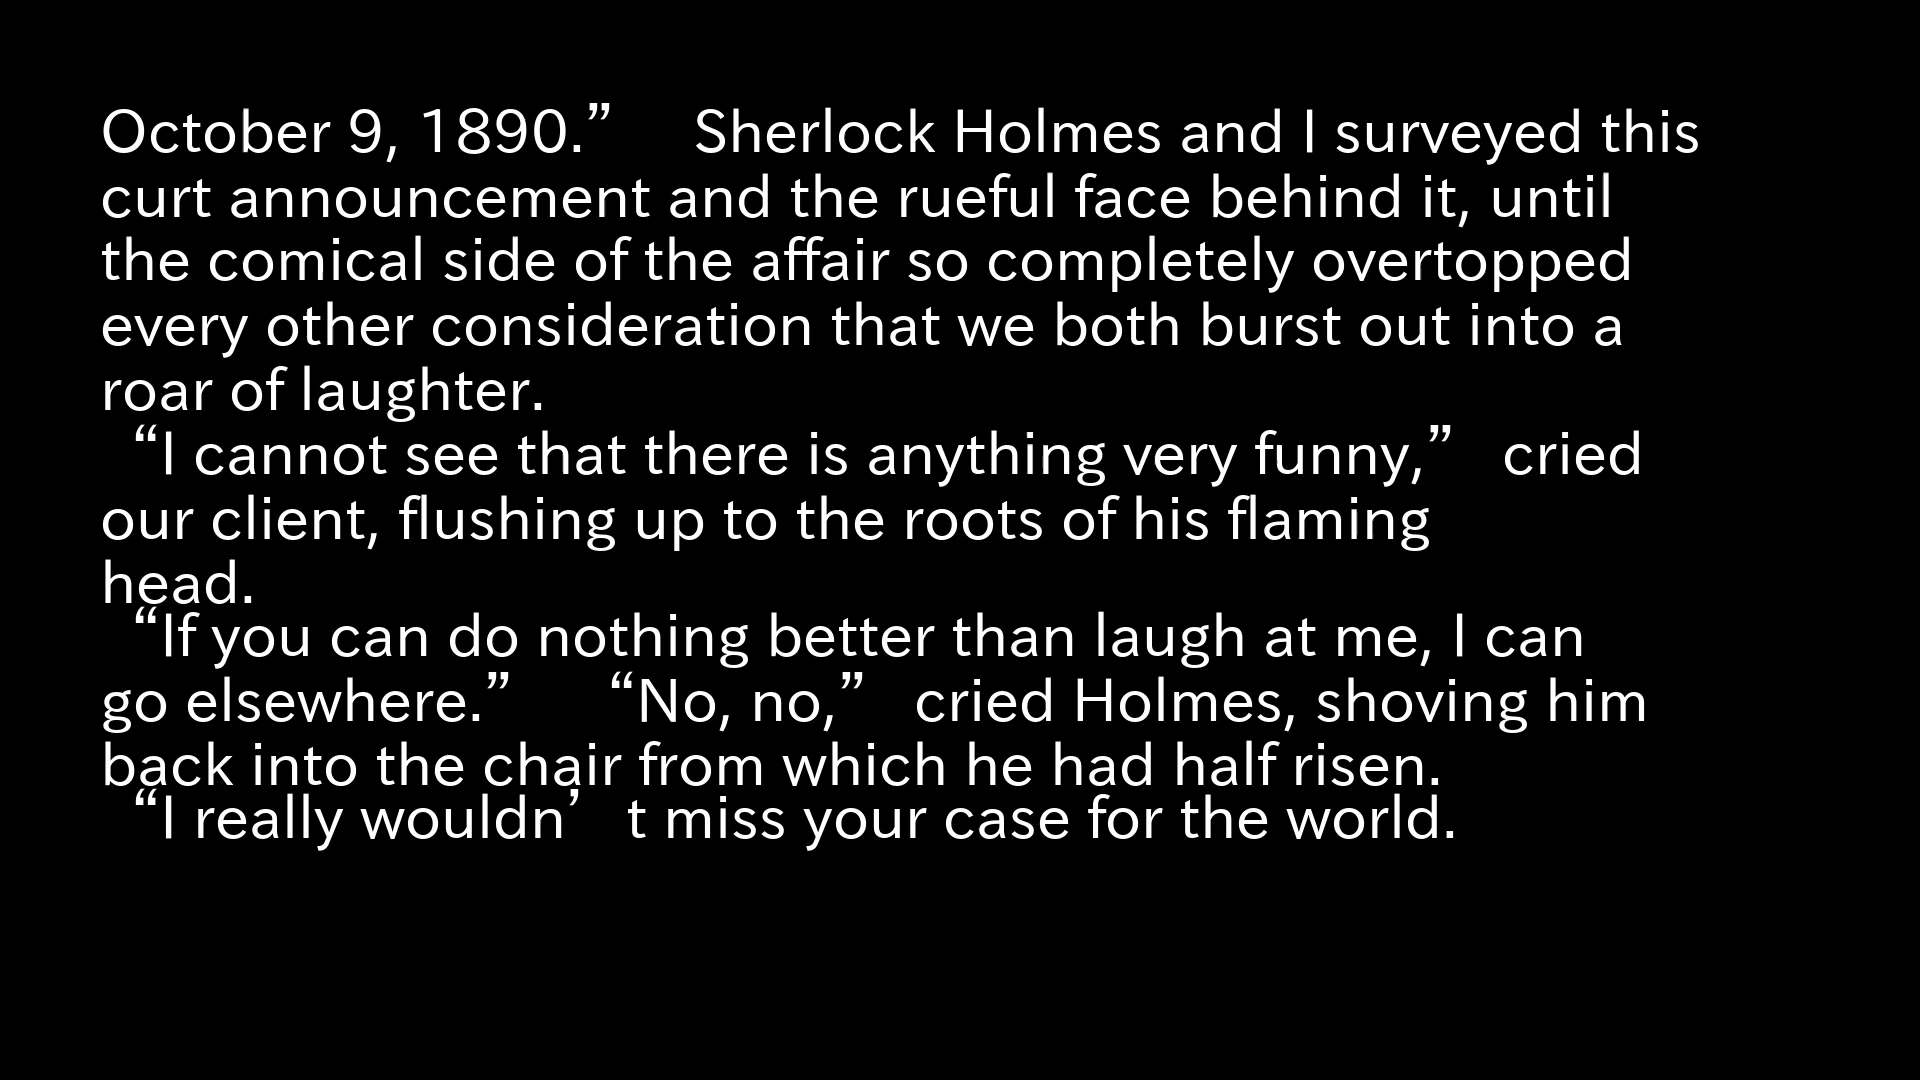 October 9, 1890.” Sherlock Holmes and I surveyed this
curt announcement and the rueful face behind it, until
the comical side of the affair so completely overtopped
every other consideration that we both burst out into a
roar of laughter.
“I cannot see that there is anything very funny,” cried
our client, flushing up to the roots of his flaming
head.
“If you can do nothing better than laugh at me, I can
go elsewhere.” “No, no,” cried Holmes, shoving him
back into the chair from which he had half risen.
“I really wouldn’t miss your case for the world.